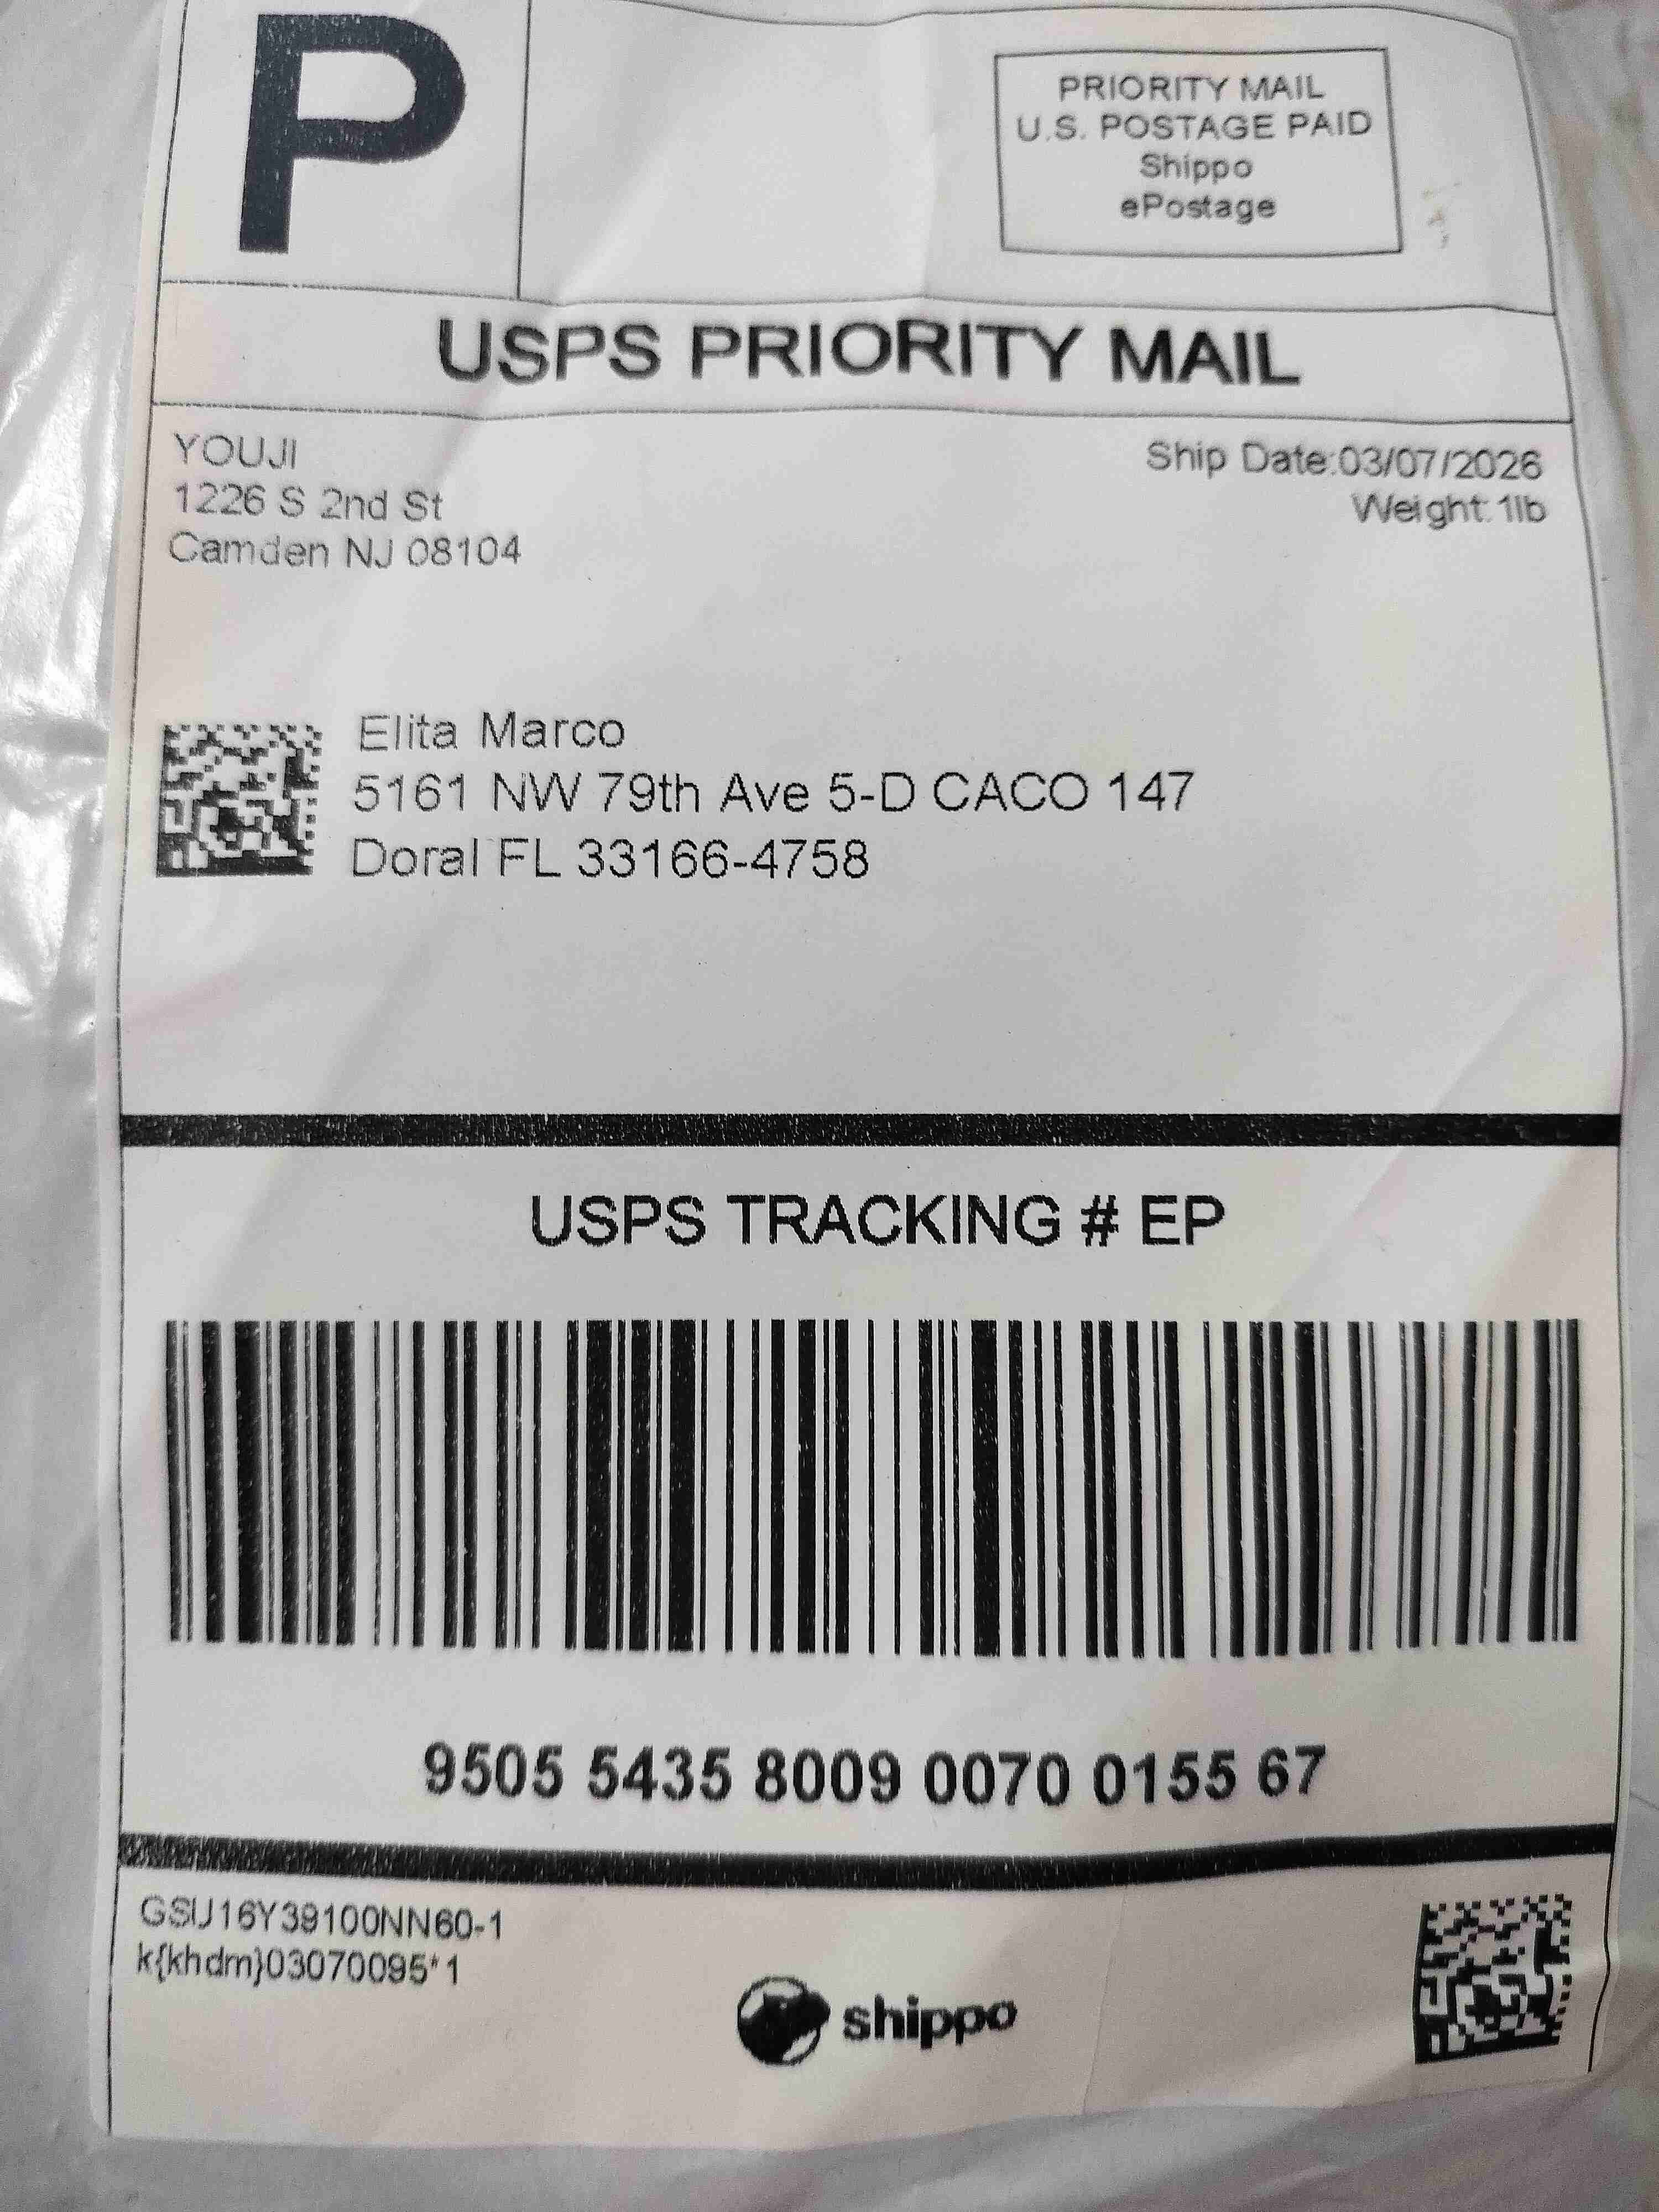 P
PRIORITY MAIL
U.S. POSTAGE PAID
Shippo
ePostage
USPS PRIORITY MAIL
YOUJI
1226 S 2nd St
Camden NJ 08104
Ship Date:03/07/2026
Weight:1lb
Elita Marco
5161 NW 79th Ave 5-D CACO 147
Doral FL 33166-4758
USPS TRACKING # EP
9505 5435 8009 0070 0155 67
GSU16Y39100NN60-1
k{khdm}03070095*1
shippo